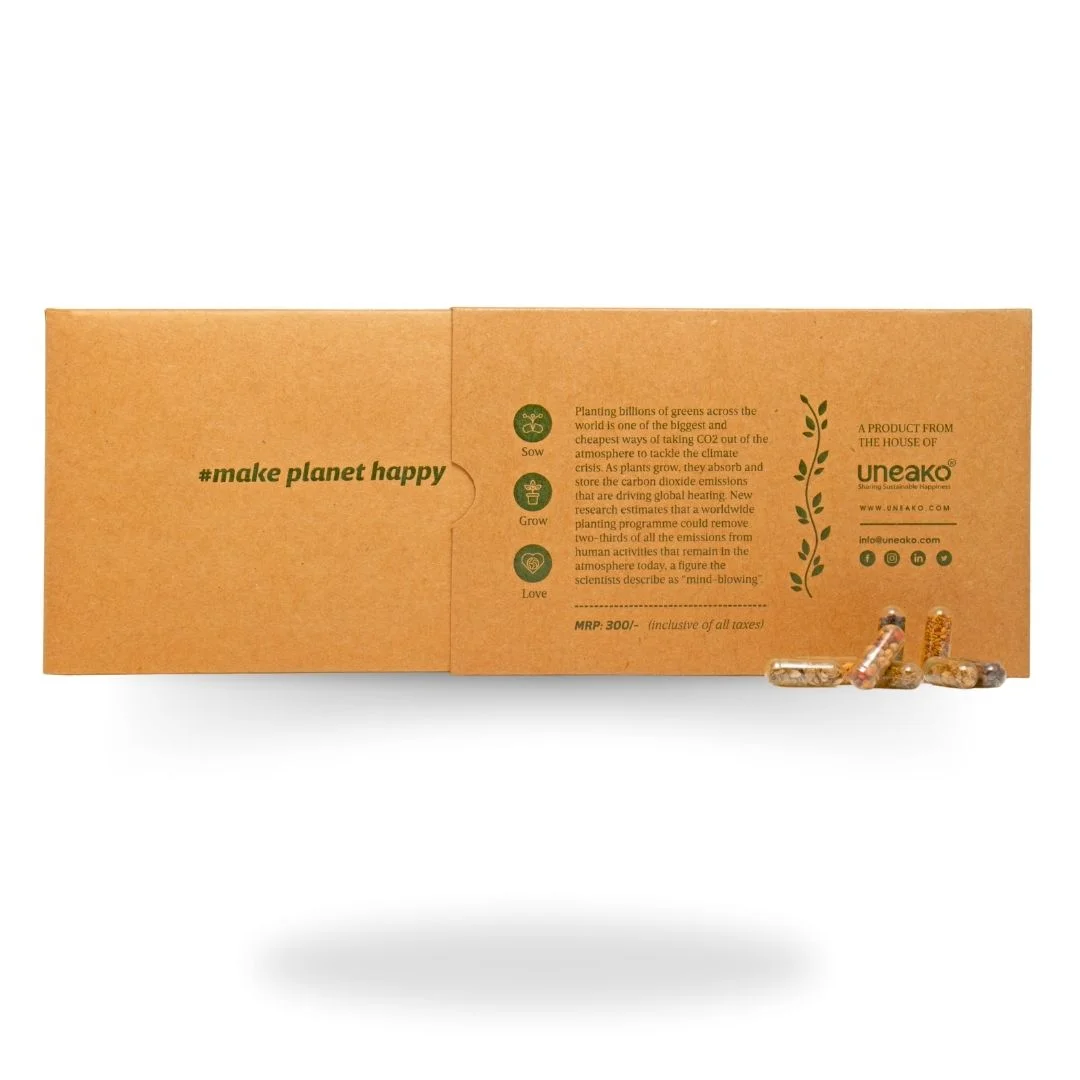 #make planet happy
Sow
Grow
Love
Planting billions of greens across the
world is one of the biggest and
cheapest ways of taking CO2 out of the
atmosphere to tackle the climate
crisis. As plants grow, they absorb and
store the carbon dioxide emissions
that are driving global heating. New
research estimates that a worldwide
planting programme could remove
two-thirds of all the emissions from
human activities that remain in the
atmosphere today, a figure the
scientists describe as "mind-blowing"
MRP: 300/- (inclusive of all taxes)
A PRODUCT FROM
THE HOUSE OF
uneako®
Sharing Sustainable Happiness
WWW.UNEAKO.COM
info@uneako.com